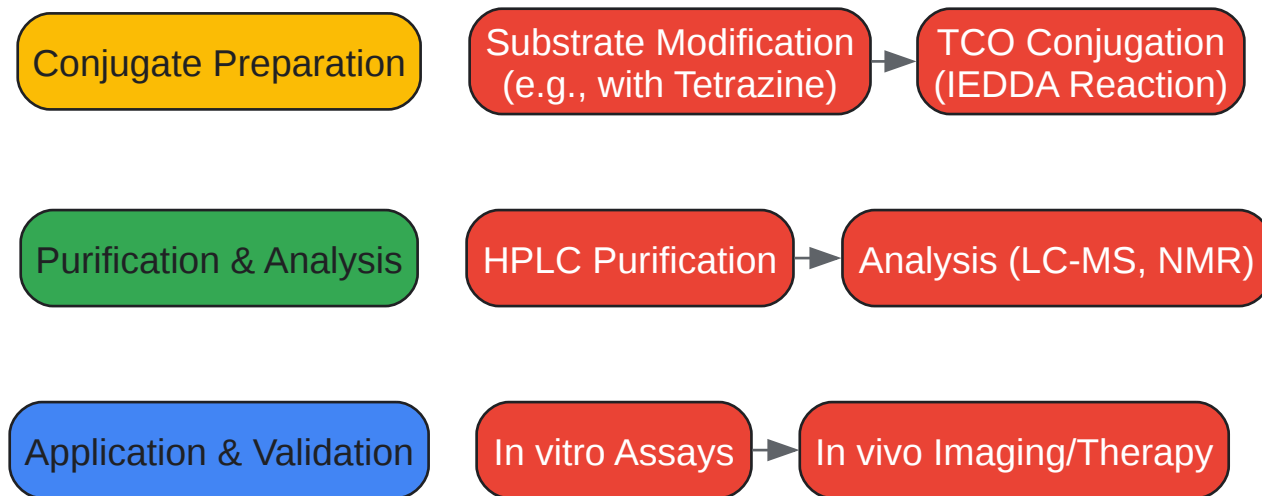 Conjugate Preparation
Substrate Modification
(e.g., with Tetrazine)
TCO Conjugation
(IEDDA Reaction)
Purification & Analysis
HPLC Purification
Analysis (LC-MS, NMR)
Application & Validation
In vitro Assays
In vivo Imaging/Therapy